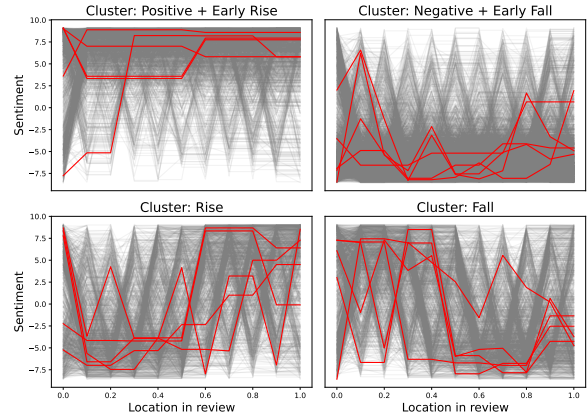 Cluster: Positive + Early Rise
Cluster: Negative + Early Fall
10.0
7.5
5.0
2.5
0.0
−2.5
−5.0
−7.5
Sentiment
Cluster: Rise
Cluster: Fall
10.0
7.5
5.0
2.5
0.0
−2.5
−5.0
−7.5
Sentiment
0.0 0.2 0.4 0.6 0.8 1.0
0.0 0.2 0.4 0.6 0.8 1.0
Location in review
Location in review